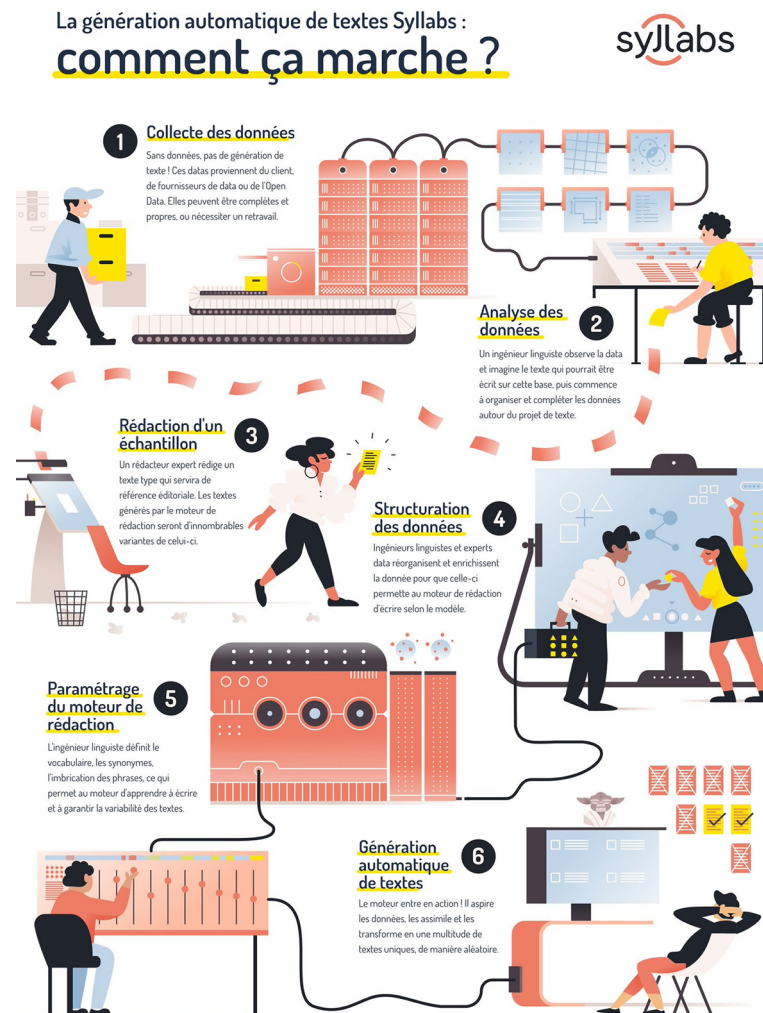 La génération automatique de textes Syllabs :
comment ça marche ?
syllabs
1
Collecte des données
Sans données, pas de génération de
texte ! Ces datas proviennent du client,
de fournisseurs de data ou de l'Open
Data. Elles peuvent être complètes et
propres, ou nécessiter un retravail.
Analyse des
données
2
Un ingénieur linguiste observe la data
et imagine le texte qui pourrait être
écrit sur cette base, puis commence
à organiser et compléter les données
autour du projet de texte.
Rédaction d'un
échantillon
3
Un rédacteur expert rédige un
texte type qui servira de
référence éditoriale. Les textes
générés par le moteur de
rédaction seront d'innombrables
variantes de celui-ci.
Structuration
des données
4
Ingénieurs linguistes et experts
data réorganisent et enrichissent
la donnée pour que celle-ci
permette au moteur de rédaction
d'écrire selon le modèle.
Paramétrage
du moteur de
rédaction
5
L'ingénieur linguiste définit le
vocabulaire, les synonymes,
l'imbrication des phrases, ce qui
permet au moteur d'apprendre à écrire
et à garantir la variabilité des textes.
Génération
automatique
de textes
6
Le moteur entre en action ! Il aspire
les données, les assimile et les
transforme en une multitude de
textes uniques, de manière aléatoire.